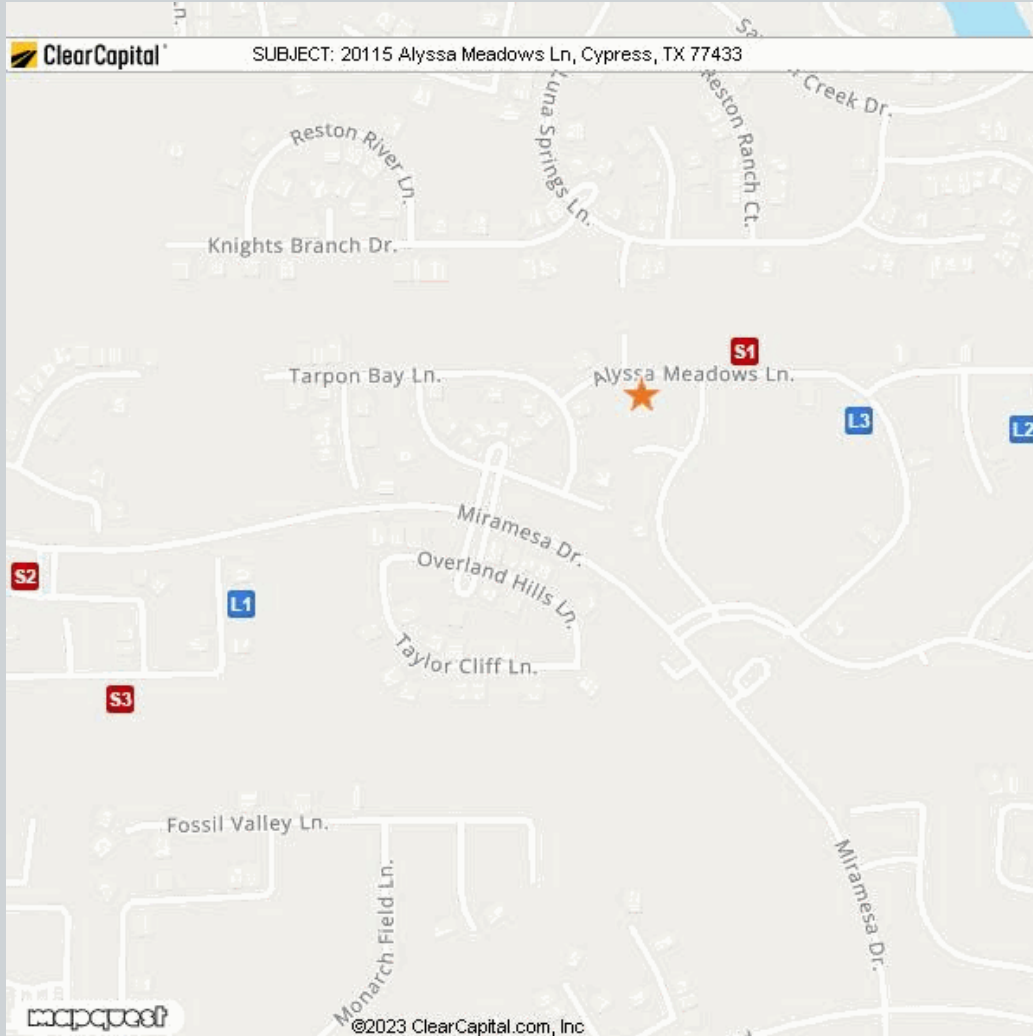 ClearCapital
SUBJECT: 20115 Alyssa Meadows Ln, Cypress, TX 77433
Creek Dr.
Luna Springs Ln.
Reston Ranch Ct.
Reston River Ln.
Knights Branch Dr.
S1
Tarpon Bay Ln.
Alyssa Meadows Ln.
L3
L2
Miramesa Dr.
Overland Hills Ln.
S2
L1
Taylor Cliff Ln.
S3
Fossil Valley Ln.
Monarch Field Ln.
Miramesa Dr.
mapquest
©2023 ClearCapital.com, Inc